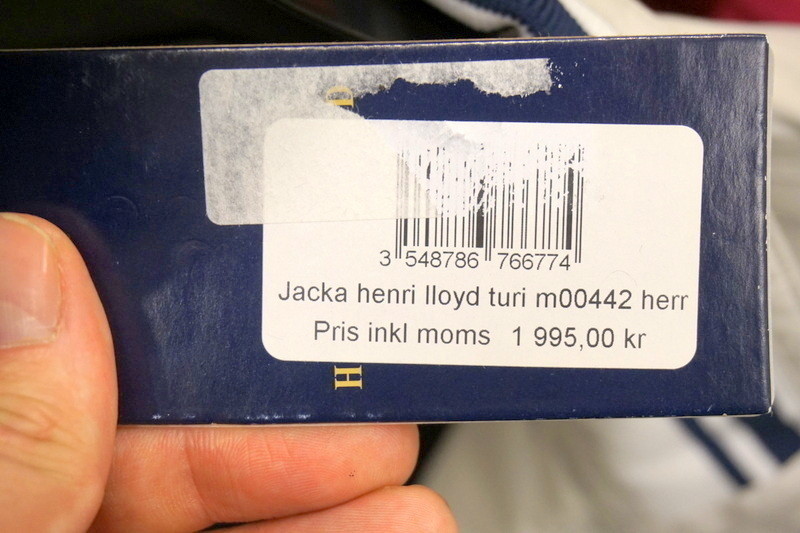 D
3 548786 766774
Jacka henri lloyd turi m00442 herr
Pris inkl moms 1 995,00 kr
H